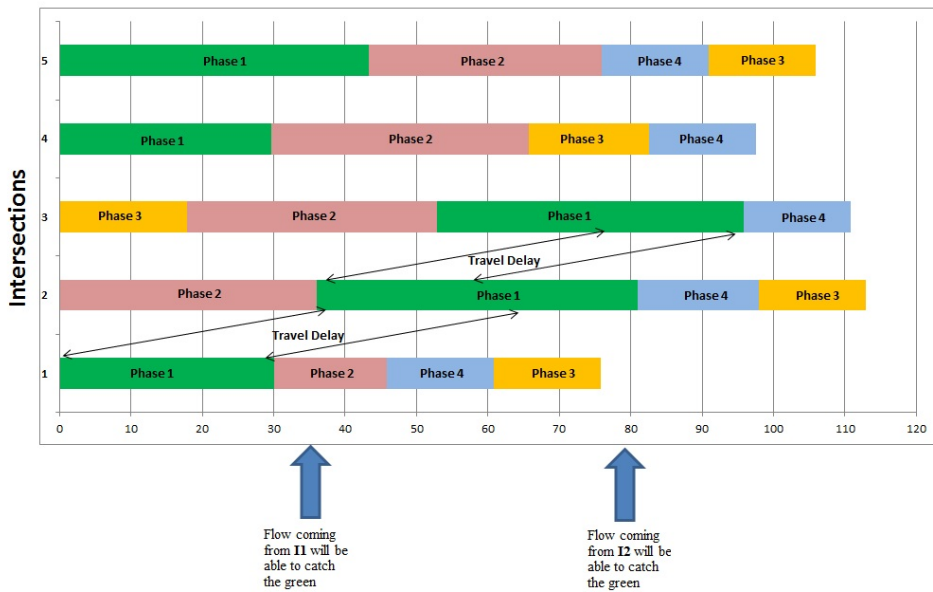 5
Phase 1
Phase 2
Phase 4
Phase 3
4
Phase 1
Phase 2
Phase 3
Phase 4
Intersections
3
Phase 3
Phase 2
Phase 1
Phase 4
Travel Delay
2
Phase 2
Phase 1
Phase 4
Phase 3
Travel Delay
1
Phase 1
Phase 2
Phase 4
Phase 3
0 10 20 30 40 50 60 70 80 90 100 110 120
Flow coming
from I1 will be
able to catch
the green
Flow coming
from I2 will be
able to catch
the green